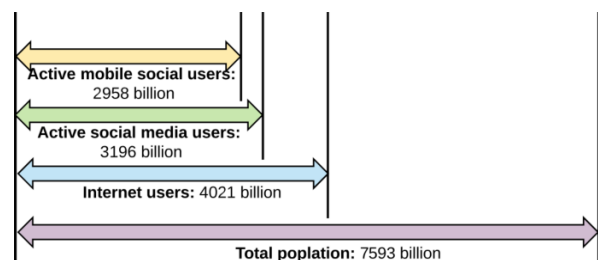 Active mobile social users:
2958 billion
Active social media users:
3196 billion
Internet users: 4021 billion
Total poplation: 7593 billion